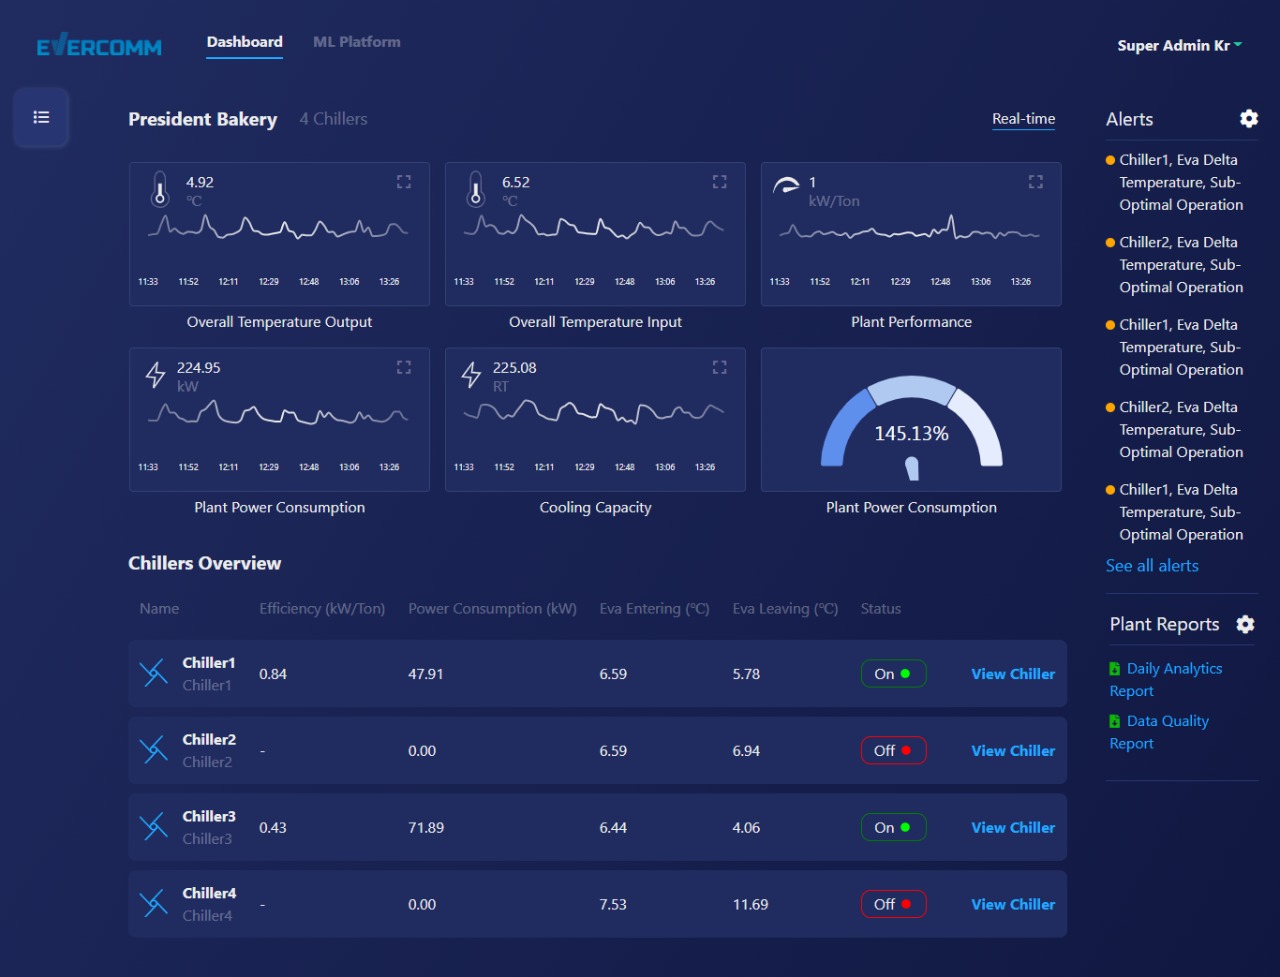 EVERCOMM
Dashboard
ML Platform
Super Admin Kr
President Bakery
4 Chillers
Real-time
4.92
℃
11:33 11:52 12:11 12:29 12:48 13:06 13:26
Overall Temperature Output
6.52
℃
11:33 11:52 12:11 12:29 12:48 13:06 13:26
Overall Temperature Input
1
kW/Ton
11:33 11:52 12:11 12:29 12:48 13:06 13:26
Plant Performance
224.95
kW
11:33 11:52 12:11 12:29 12:48 13:06 13:26
Plant Power Consumption
225.08
RT
11:33 11:52 12:11 12:29 12:48 13:06 13:26
Cooling Capacity
145.13%
Plant Power Consumption
Chillers Overview
Name Efficiency (kW/Ton) Power Consumption (kW) Eva Entering (℃) Eva Leaving (℃) Status
Chiller1
Chiller1
0.84 47.91 6.59 5.78 On View Chiller
Chiller2
Chiller2
- 0.00 6.59 6.94 Off View Chiller
Chiller3
Chiller3
0.43 71.89 6.44 4.06 On View Chiller
Chiller4
Chiller4
- 0.00 7.53 11.69 Off View Chiller
Alerts
Chiller1, Eva Delta
Temperature, Sub-
Optimal Operation
Chiller2, Eva Delta
Temperature, Sub-
Optimal Operation
Chiller1, Eva Delta
Temperature, Sub-
Optimal Operation
Chiller2, Eva Delta
Temperature, Sub-
Optimal Operation
Chiller1, Eva Delta
Temperature, Sub-
Optimal Operation
See all alerts
Plant Reports
Daily Analytics
Report
Data Quality
Report